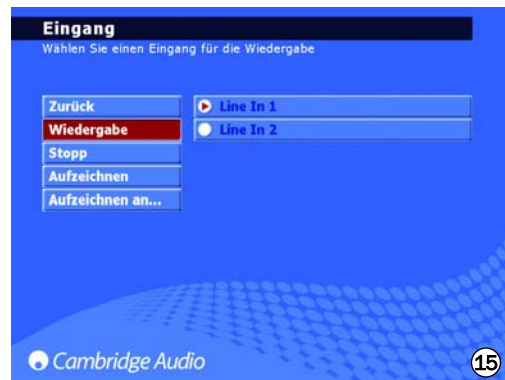 Eingang
Wählen Sie einen Eingang für die Wiedergabe
Zurück
Wiedergabe
Stopp
Aufzeichnen
Aufzeichnen an...
Line In 1
Line In 2
Cambridge Audio
15